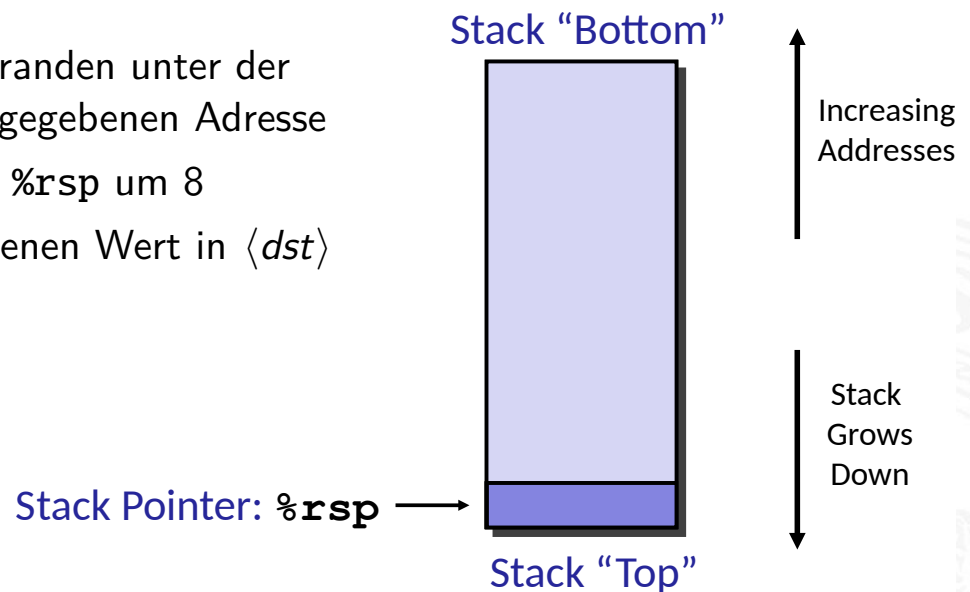 Stack “Bottom”
randen unter der
gegebenen Adresse
%rsp um 8
enen Wert in ⟨dst⟩
Increasing
Addresses
Stack
Grows
Down
Stack Pointer: %rsp
Stack “Top”